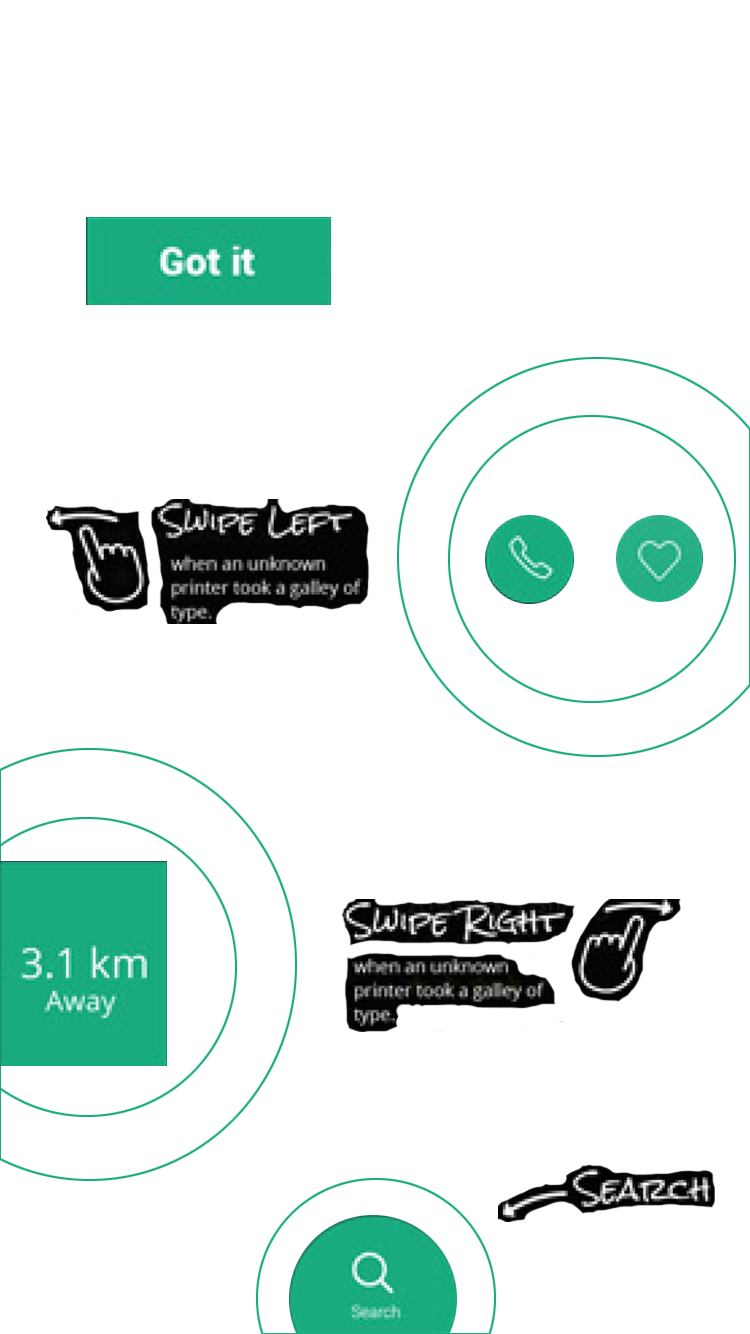 Got it
SWIPE LEFT
when an unknown
printer took a galley of
type.
SWIPE RIGHT
when an unknown
printer took a galley of
type.
3.1 km
Away
SEARCH
Search